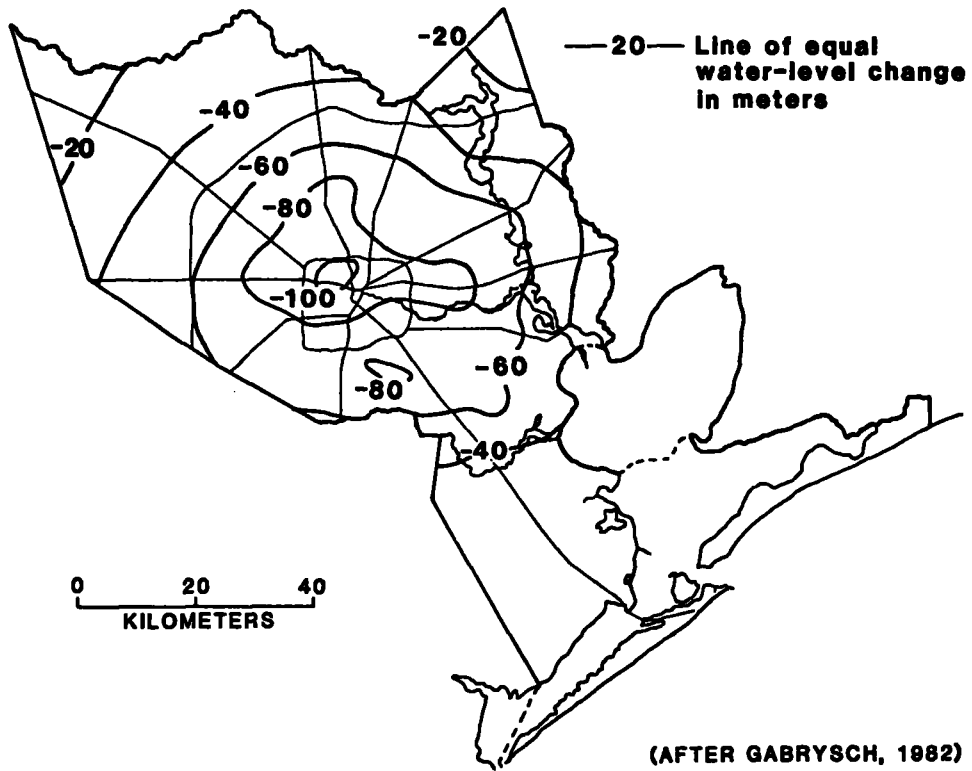 -20
—20— Line of equal
water-level change
in meters
-40
-20
-60
-80
-100
-60
-80
-40
0 20 40
KILOMETERS
(AFTER GABRYSCH, 1982)